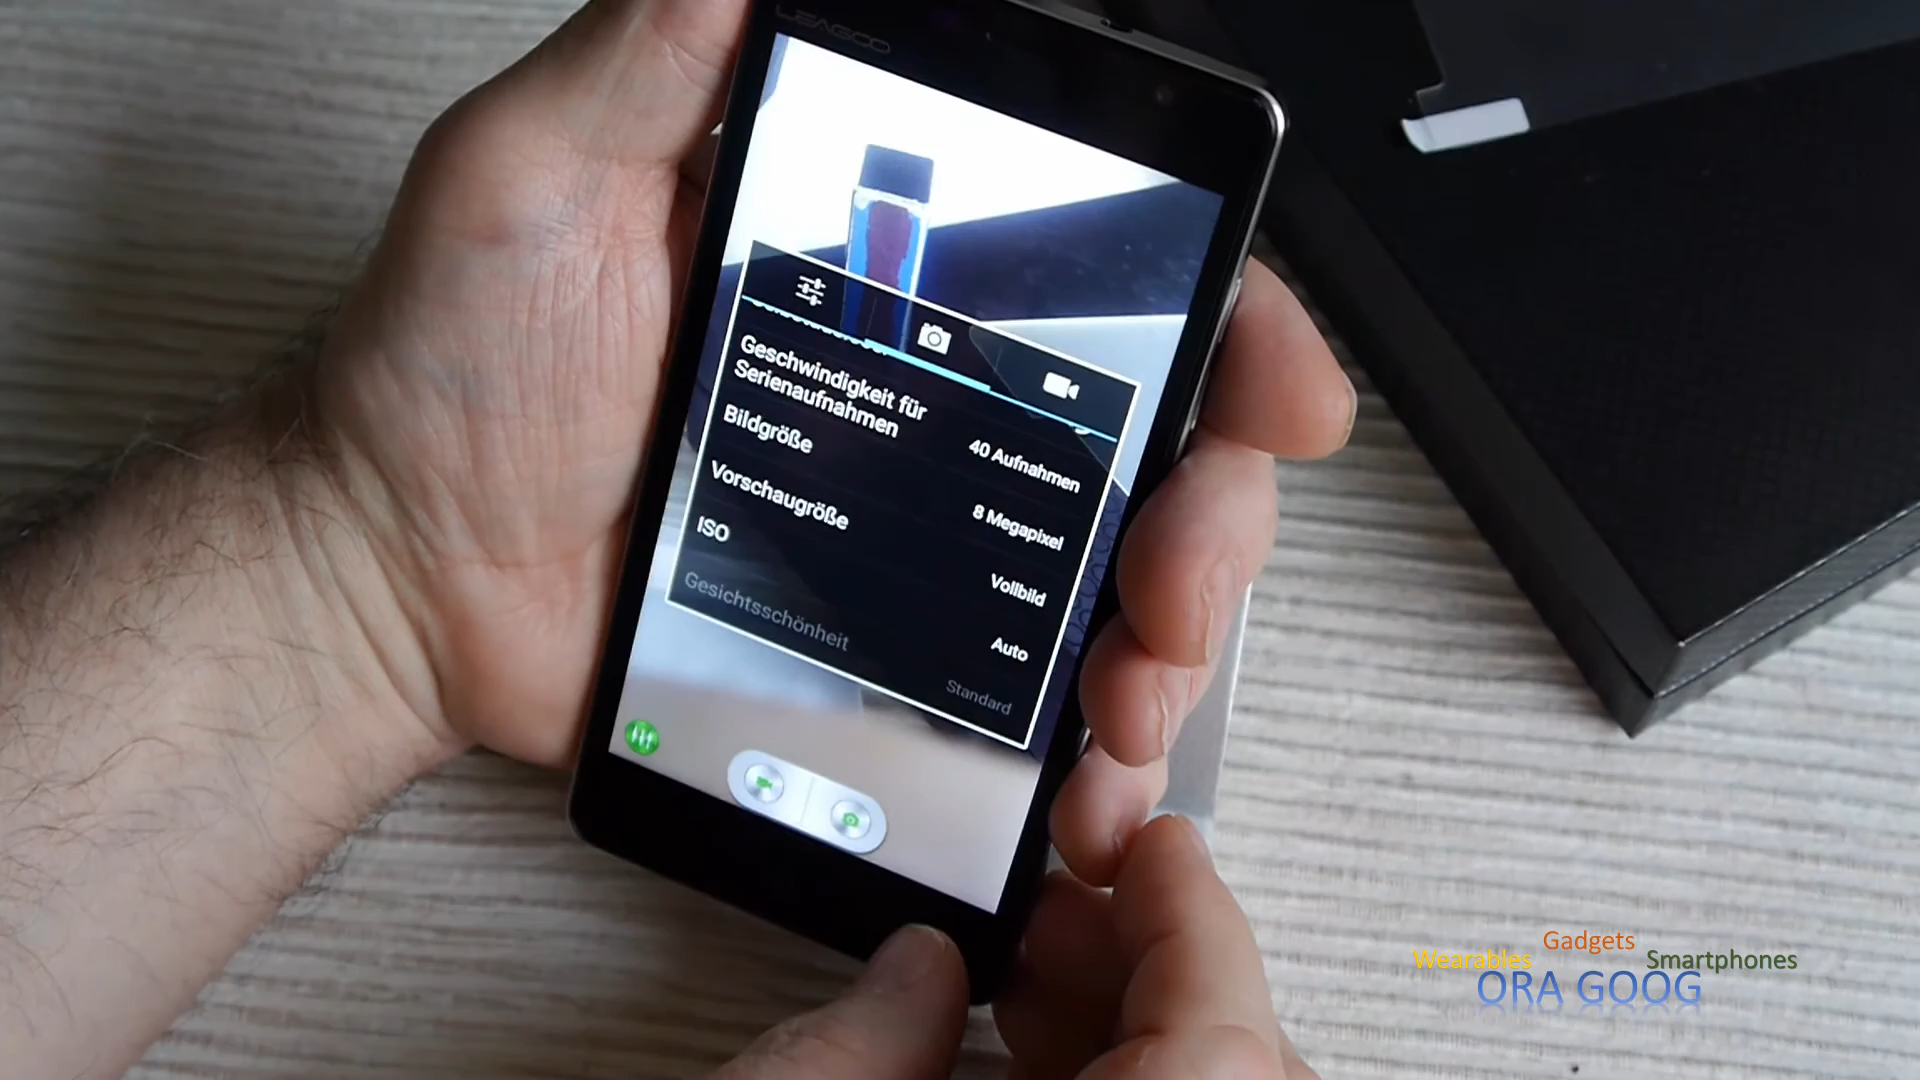 LEAGOO
Geschwindigkeit für
Serienaufnahmen
40 Aufnahmen
Bildgröße
8 Megapixel
Vorschaugröße
Vollbild
ISO
Auto
Gesichtsschönheit
Standard
Gadgets
Wearables
Smartphones
ORA GOOG